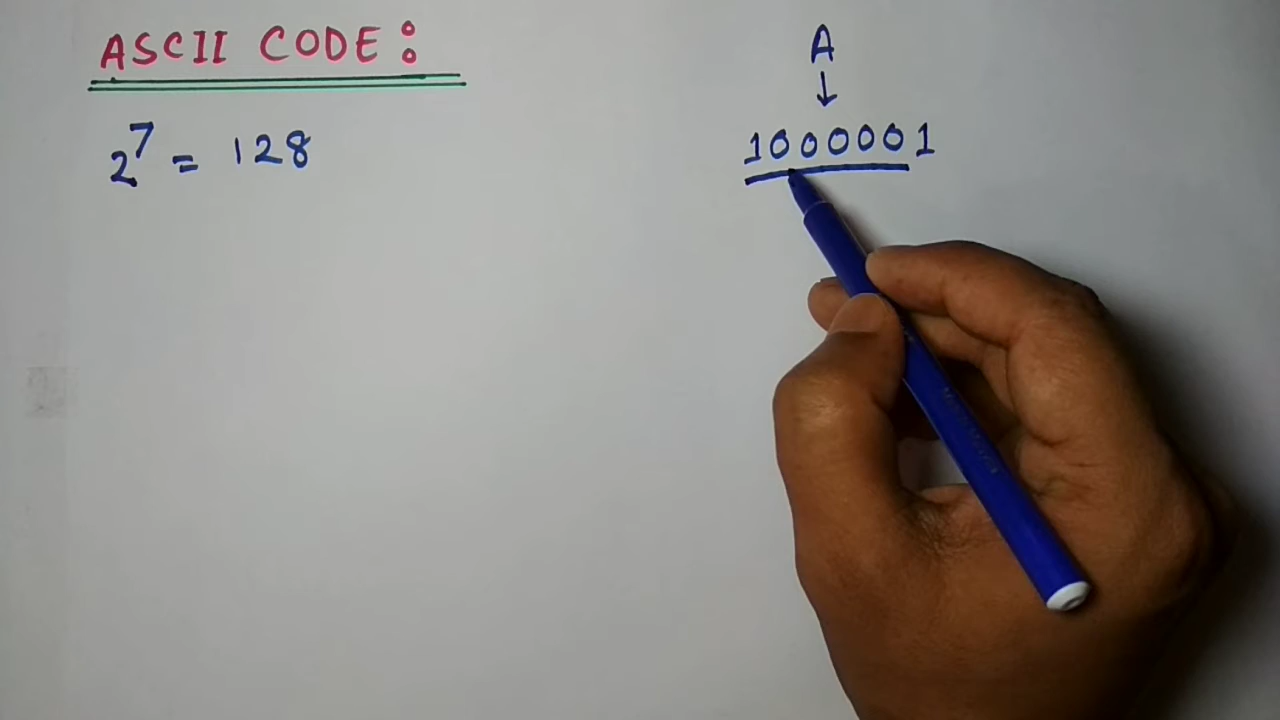 ASCII CODE:
2⁷ = 128
A
↓
1000001